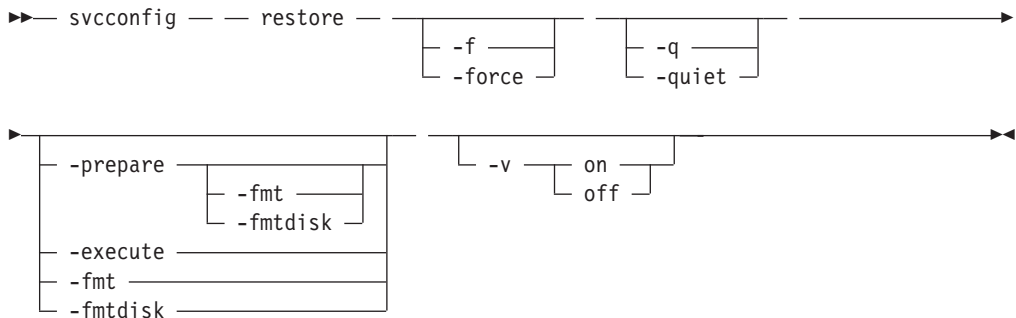 svcconfig restore
-f -q
-force -quiet
-prepare -v on
-fmt off
-fmtdisk
-execute
-fmt
-fmtdisk